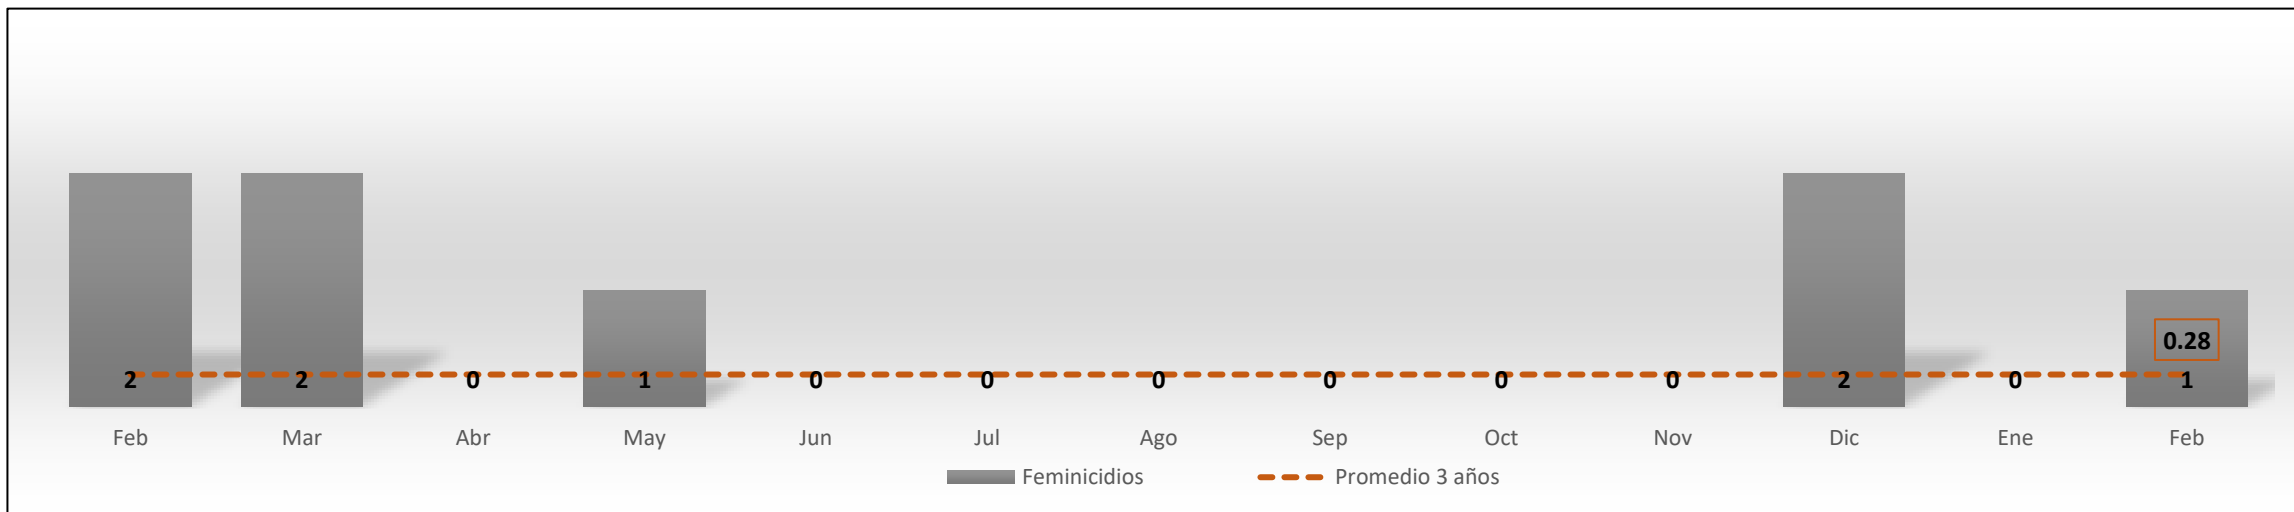 0.28
2 2 0 1 0 0 0 0 0 0 2 0 1
Feb Mar Abr May Jun Jul Ago Sep Oct Nov Dic Ene Feb
Feminicidios Promedio 3 años